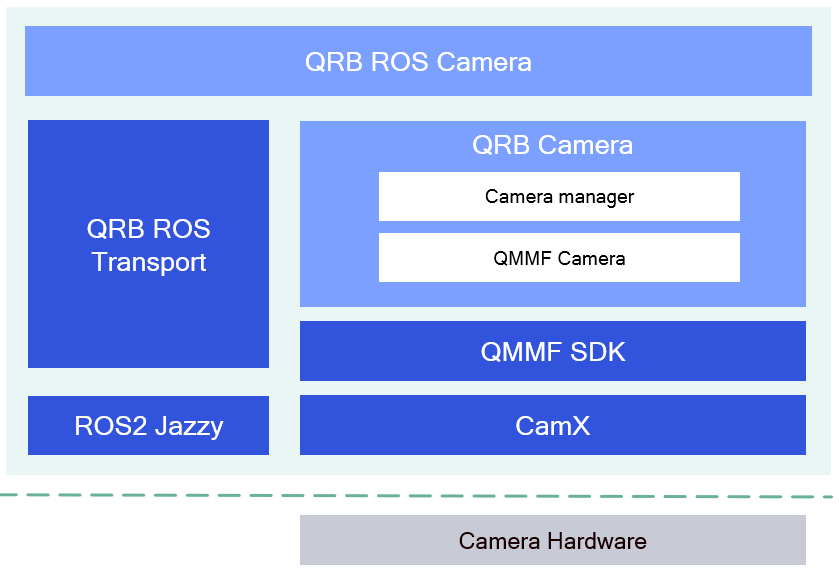 QRB ROS Camera
QRB ROS
Transport
ROS2 Jazzy
QRB Camera
Camera manager
QMMF Camera
QMMF SDK
CamX
Camera Hardware